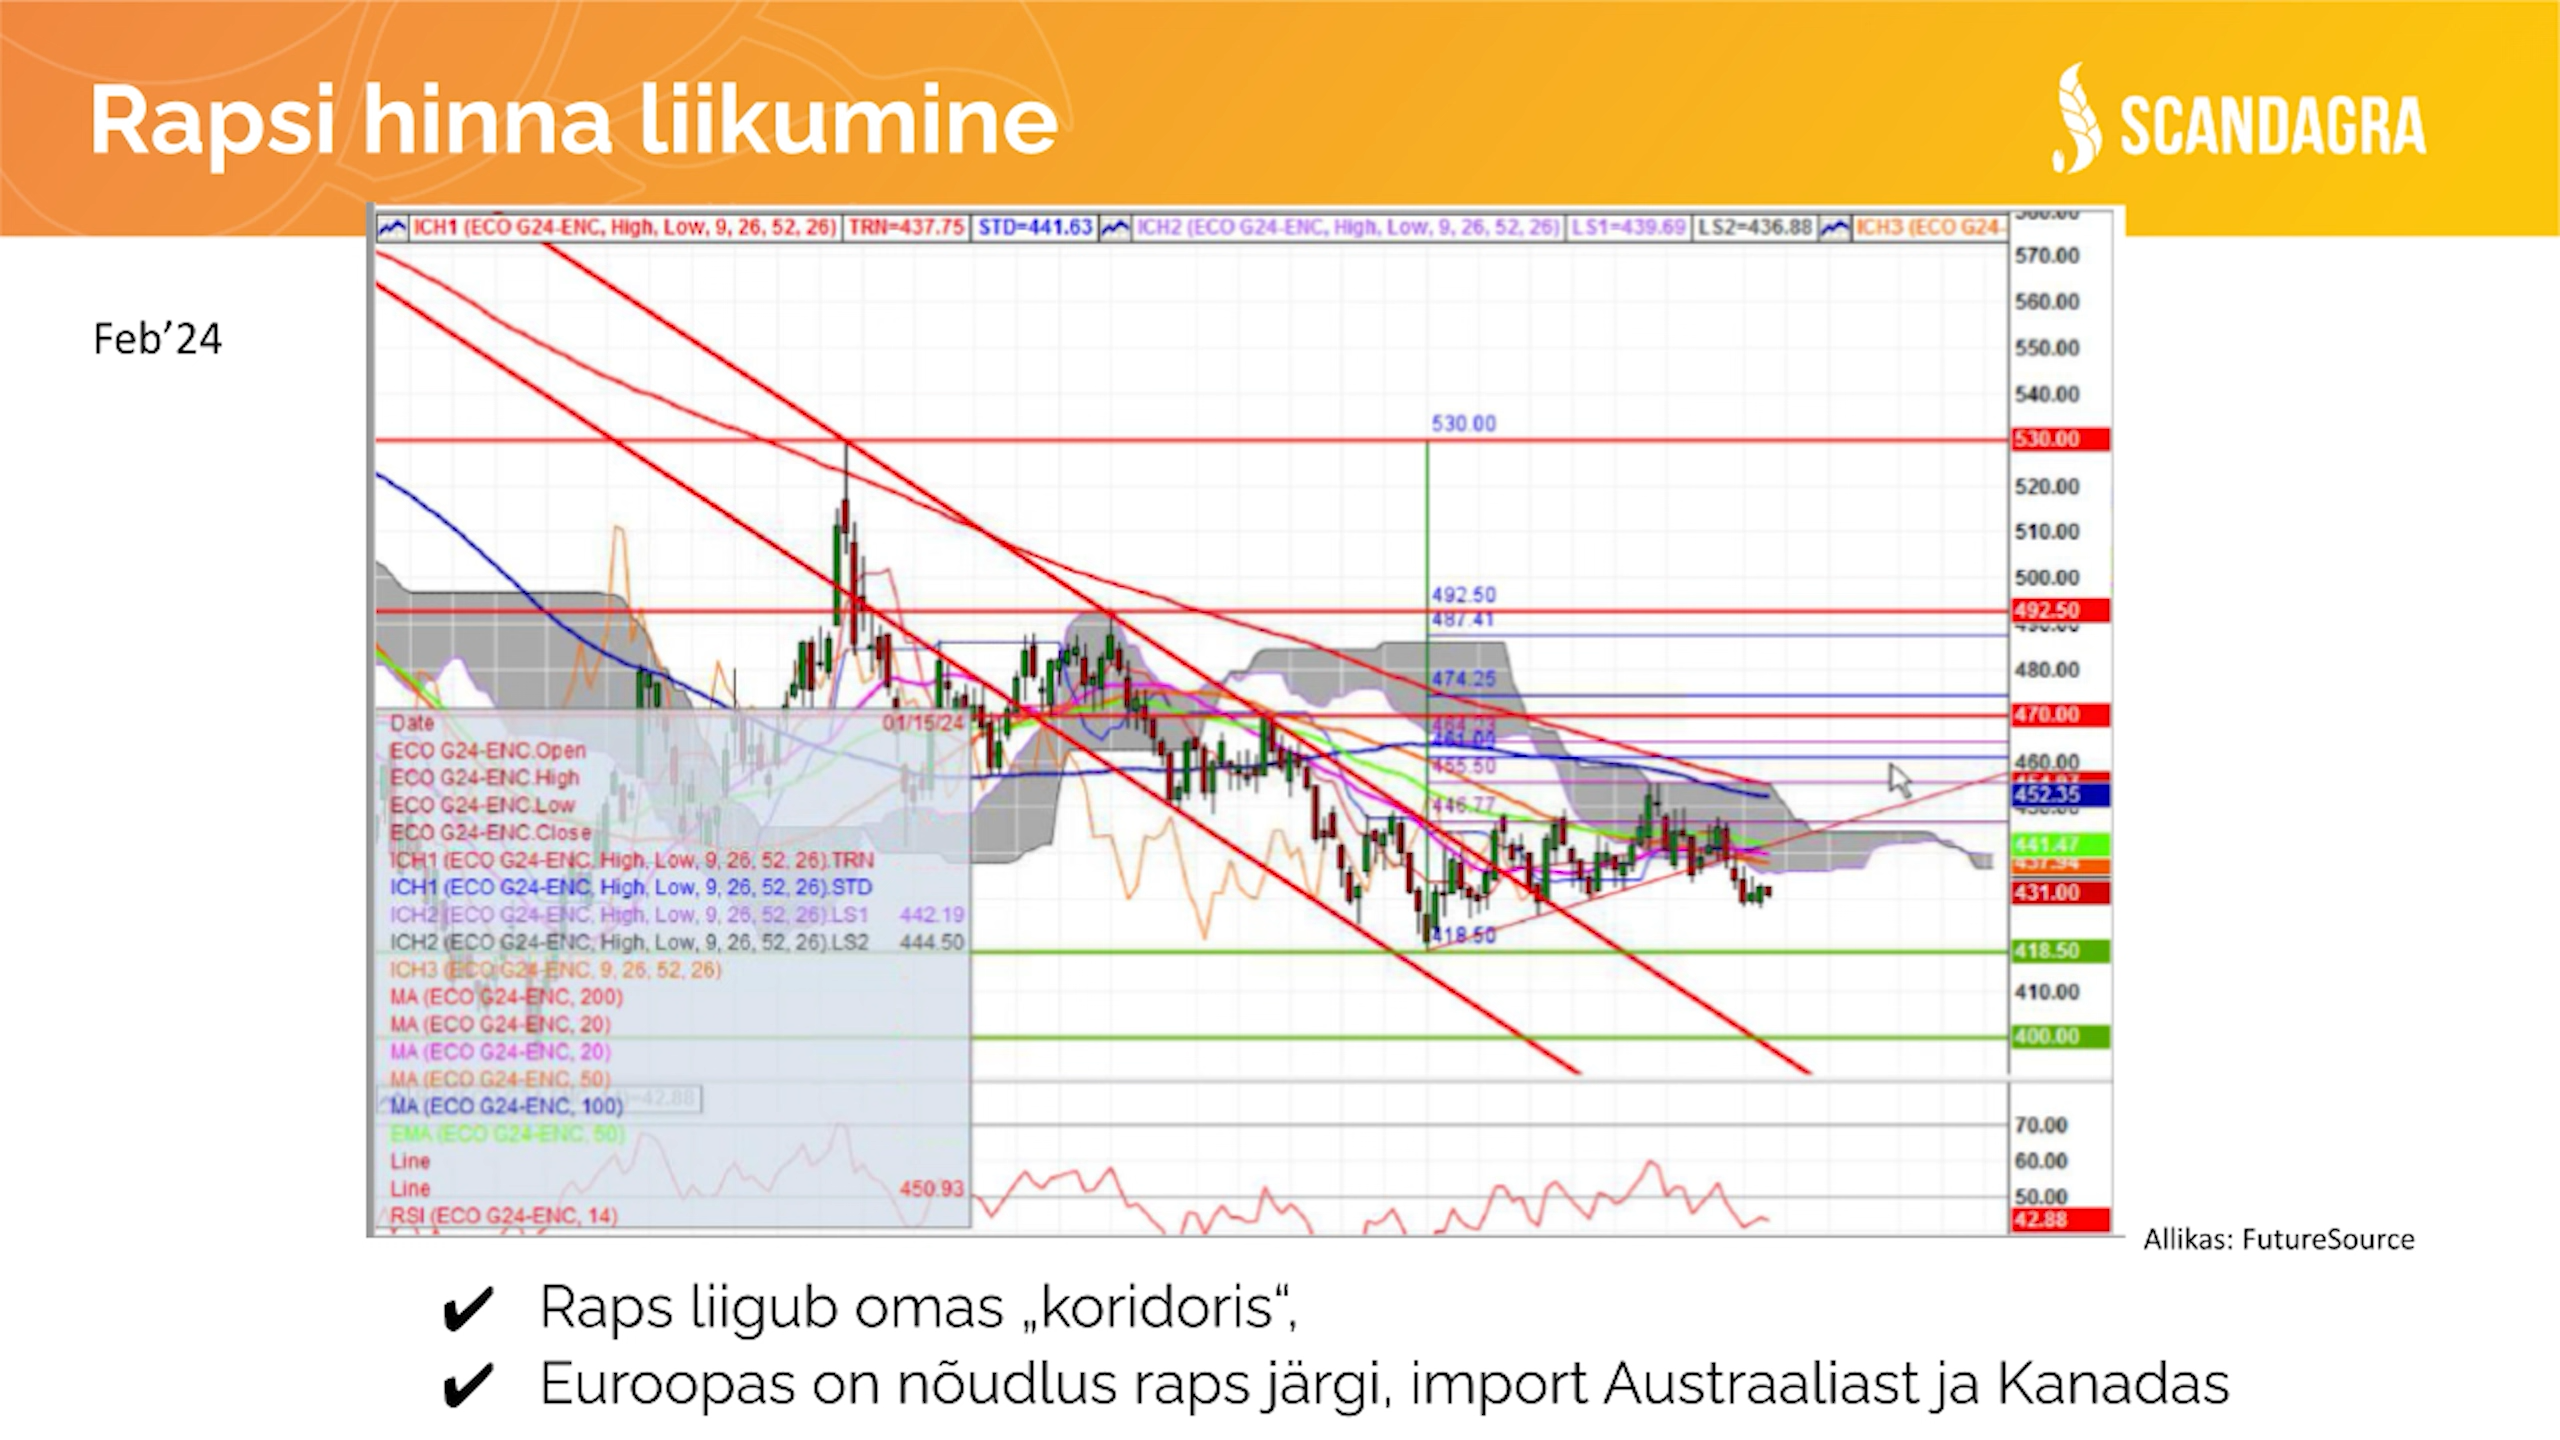 Rapsi hinna liikumine
SCANDAGRA
Feb’24
ICH1 (ECO G24-ENC, High, Low, 9, 26, 52, 26) TRN=437.75 STD=441.63 ICH2 (ECO G24-ENC, High, Low, 9, 26, 52, 26) LS1=439.69 LS2=436.88 ICH3 (ECO G24-
570.00
560.00
550.00
540.00
530.00
530.00
520.00
510.00
500.00
492.50
492.50
487.41
480.00
474.25
470.00
460.00
455.50
452.35
446.77
441.47
437.94
431.00
418.50
418.50
410.00
400.00
70.00
60.00
50.00
42.88
Date 01/15/24
ECO G24-ENC.Open
ECO G24-ENC.High
ECO G24-ENC.Low
ECO G24-ENC.Close
ICH1 (ECO G24-ENC, High, Low, 9, 26, 52, 26).TRN
ICH1 (ECO G24-ENC, High, Low, 9, 26, 52, 26).STD
ICH2 (ECO G24-ENC, High, Low, 9, 26, 52, 26).LS1 442.19
ICH2 (ECO G24-ENC, High, Low, 9, 26, 52, 26).LS2 444.50
ICH3 (ECO G24-ENC, 9, 26, 52, 26)
MA (ECO G24-ENC, 200)
MA (ECO G24-ENC, 20)
MA (ECO G24-ENC, 20)
MA (ECO G24-ENC, 50)
=42.88
MA (ECO G24-ENC, 100)
EMA (ECO G24-ENC, 50)
Line
Line 450.93
RSI (ECO G24-ENC, 14)
Allikas: FutureSource
✔ Raps liigub omas „koridoris“,
✔ Euroopas on nõudlus raps järgi, import Austraaliast ja Kanadas